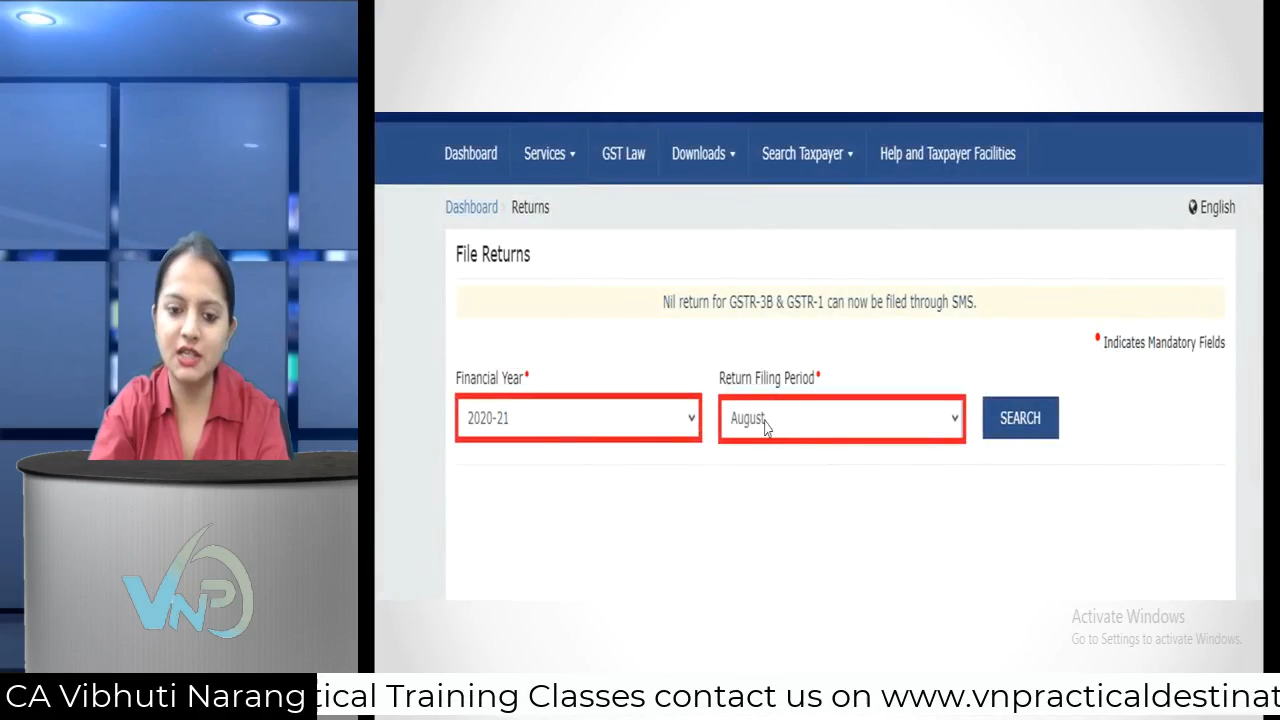 Dashboard Services GST Law Downloads Search Taxpayer Help and Taxpayer Facilities
Dashboard Returns English
File Returns
Nil return for GSTR-3B & GSTR-1 can now be filed through SMS.
• Indicates Mandatory Fields
Financial Year• Return Filing Period•
2020-21 August SEARCH
VNP
Activate Windows
Go to Settings to activate Windows.
CA Vibhuti Narang tical Training Classes contact us on www.vnpracticaldestinat